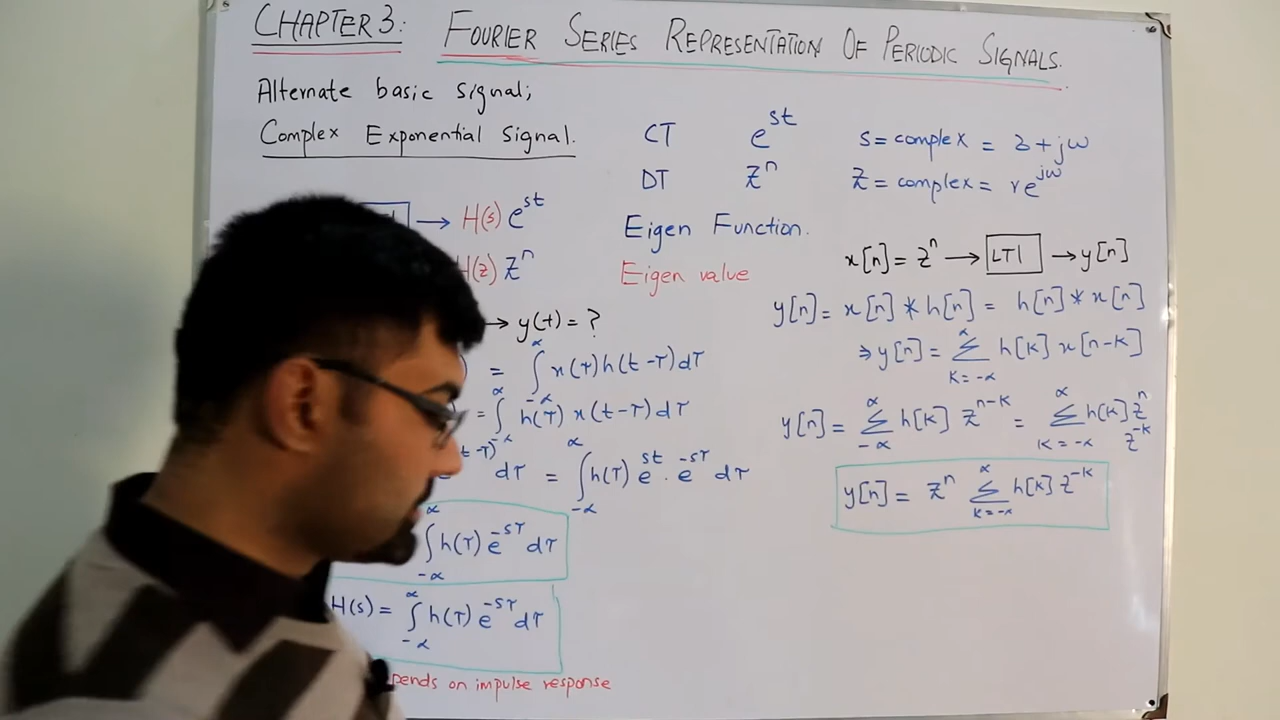 CHAPTER 3: FOURIER SERIES REPRESENTATION OF PERIODIC SIGNALS.
Alternate basic signal;
Complex Exponential signal.
CT e^{st} s = complex = 2 + jω
DT z^n z = complex = re^{jω}
→ H(s) e^{st}
H(z) z^n
Eigen Function.
Eigen value
→ y(t) = ?
= ∫_{-α}^{α} x(τ) h(t-τ) dτ
= ∫_{-α}^{α} h(τ) x(t-τ) dτ
t-τ) dτ = ∫_{-α}^{α} h(τ) e^{st} . e^{-sτ} dτ
∫_{-α}^{α} h(τ) e^{-sτ} dτ
H(s) = ∫_{-α}^{α} h(τ) e^{-sτ} dτ
on impulse response
x[n] = z^n → LTI → y[n]
y[n] = x[n] * h[n] = h[n] * x[n]
⇒ y[n] = Σ_{K=-α}^{α} h[k] x[n-k]
y[n] = Σ_{-α}^{α} h[k] z^{n-k} = Σ_{K=-α}^{α} h[k] z^n z^{-k}
y[n] = z^n Σ_{K=-α}^{α} h[k] z^{-k}